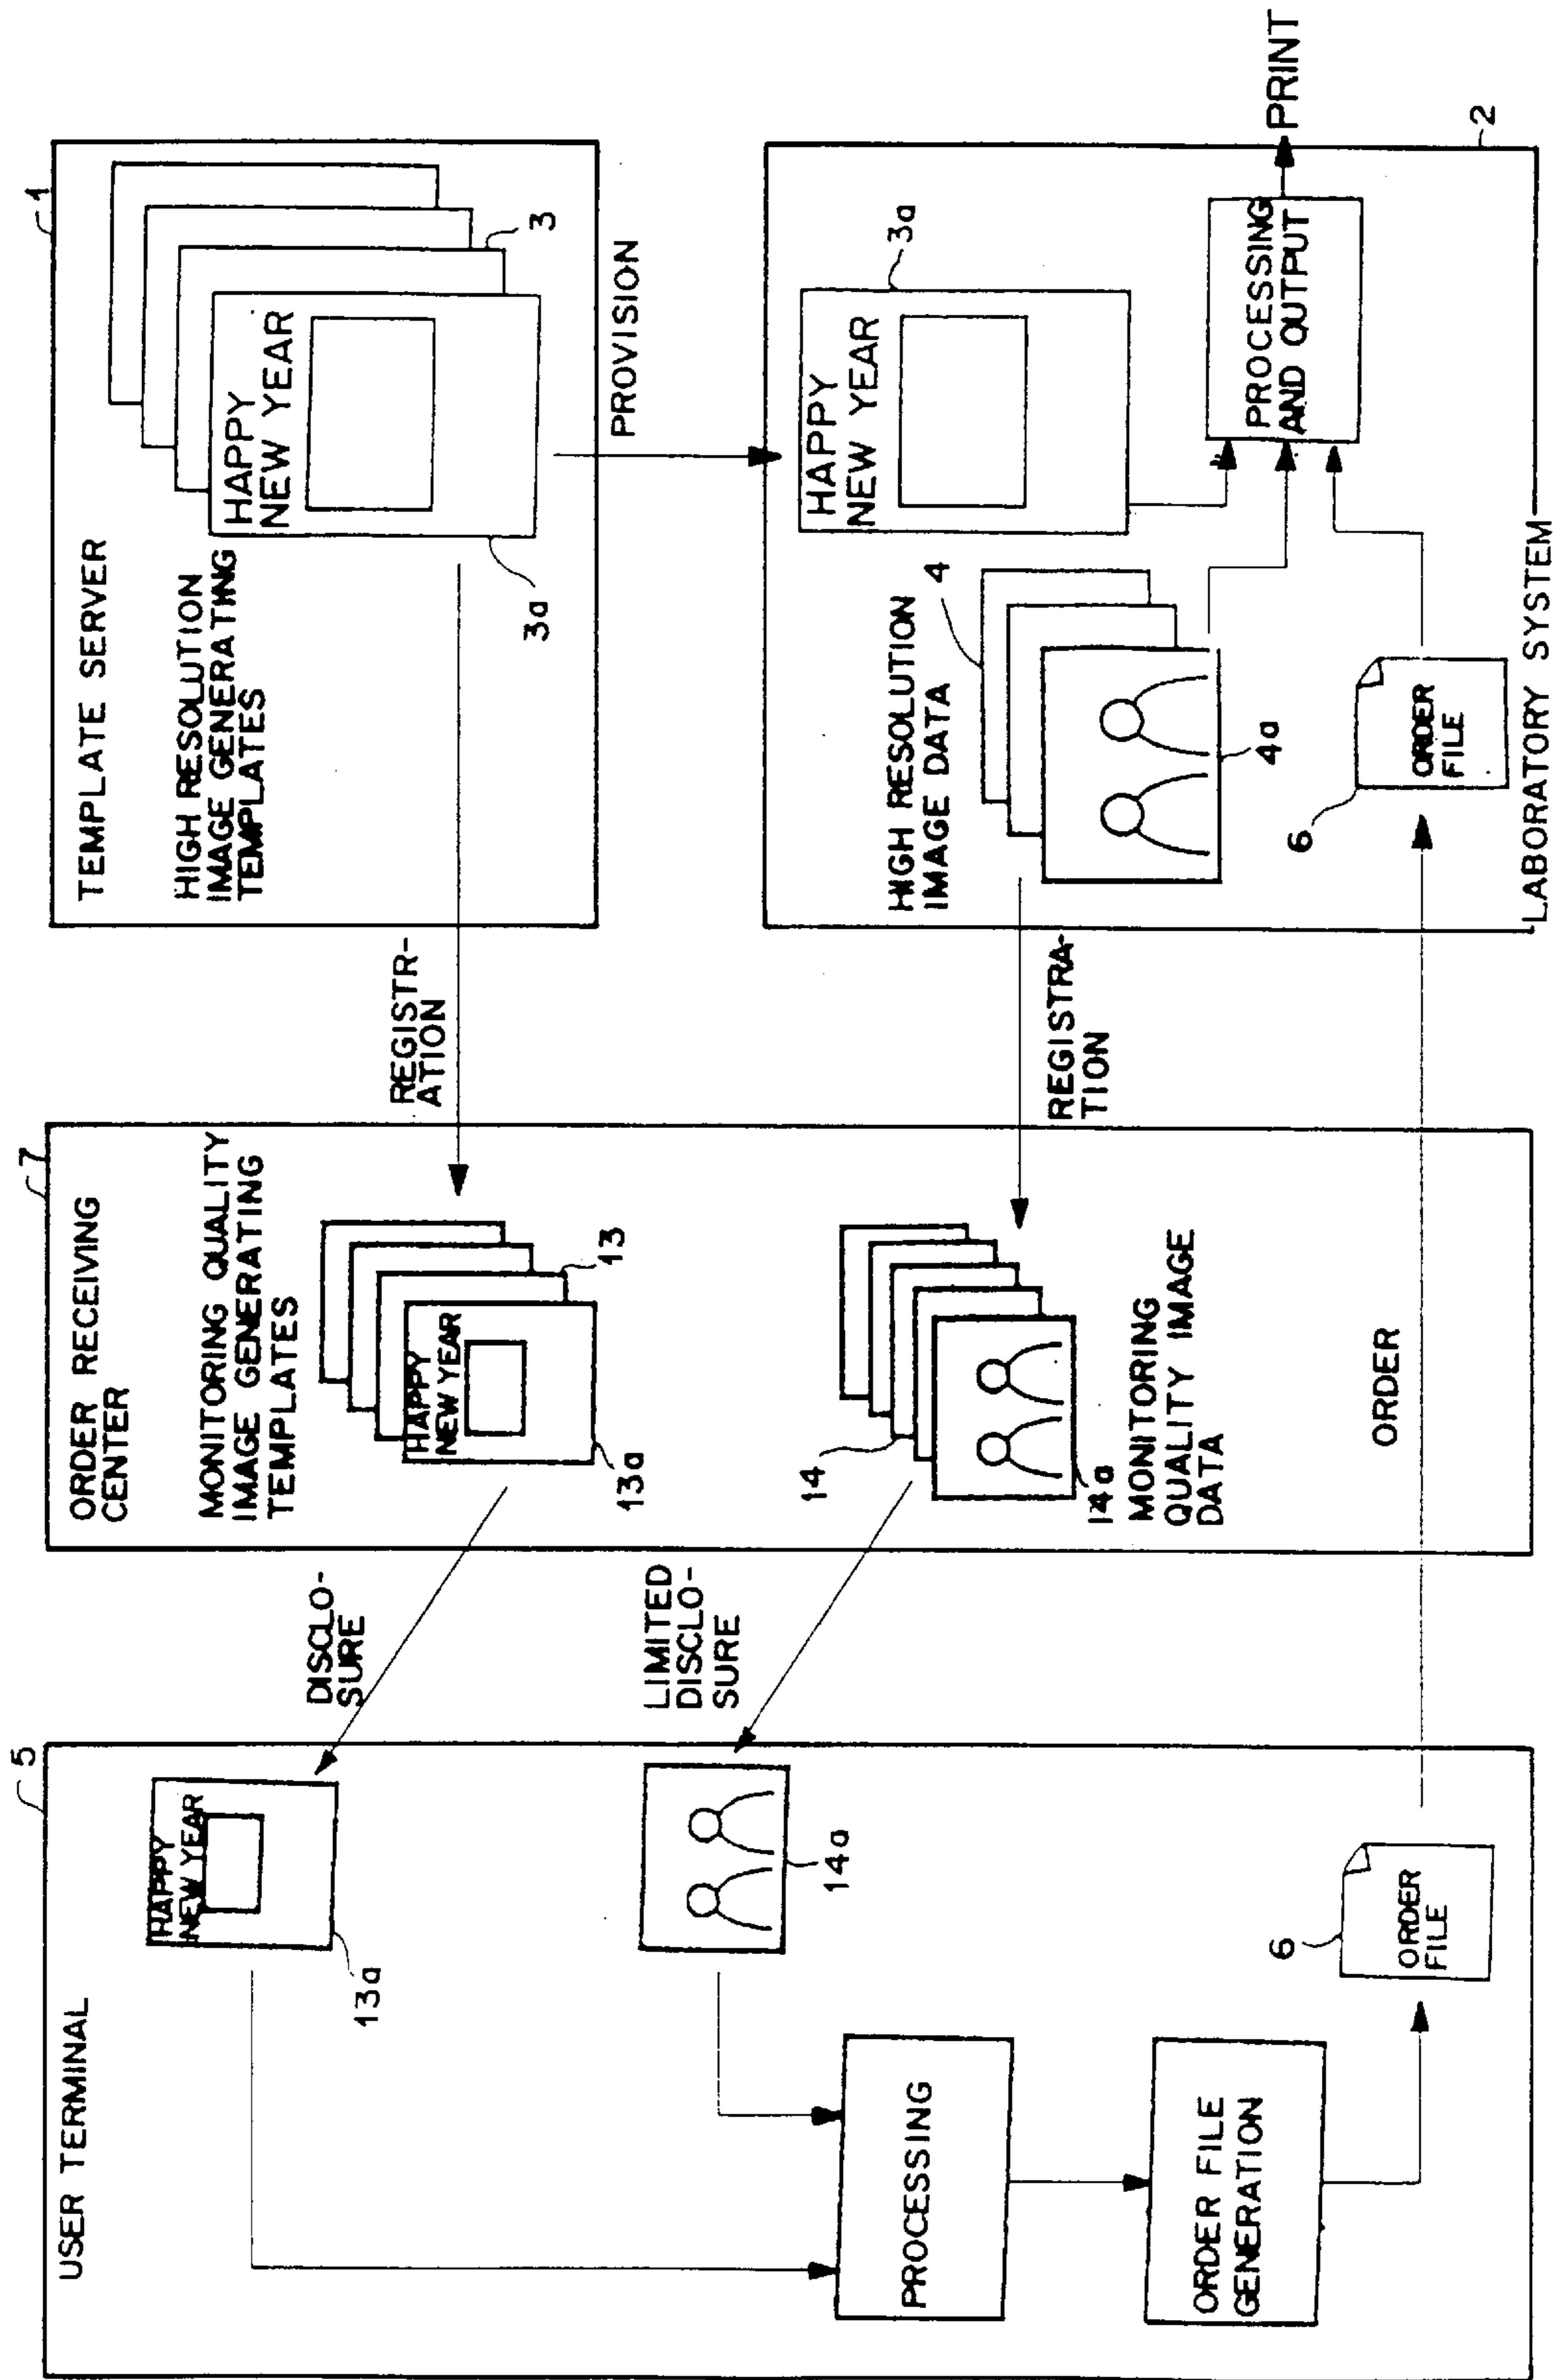 USER TERMINAL
5
HAPPY
NEW YEAR
13a
14a
PROCESSING
ORDER FILE
GENERATION
6
ORDER
FILE
DISCLO-
SURE
LIMITED
DISCLO-
SURE
7
ORDER RECEIVING
CENTER
MONITORING QUALITY
IMAGE GENERATING
TEMPLATES
HAPPY
NEW YEAR
13
13a
14
14a
MONITORING
QUALITY IMAGE
DATA
ORDER
REGISTR-
ATION
REGISTRA-
TION
1
TEMPLATE SERVER
HIGH RESOLUTION
IMAGE GENERATING
TEMPLATES
HAPPY
NEW YEAR
3
3a
PROVISION
HIGH RESOLUTION
IMAGE DATA
4
4a
HAPPY
NEW YEAR
3a
PROCESSING
AND OUTPUT
PRINT
6
ORDER
FILE
LABORATORY SYSTEM
2